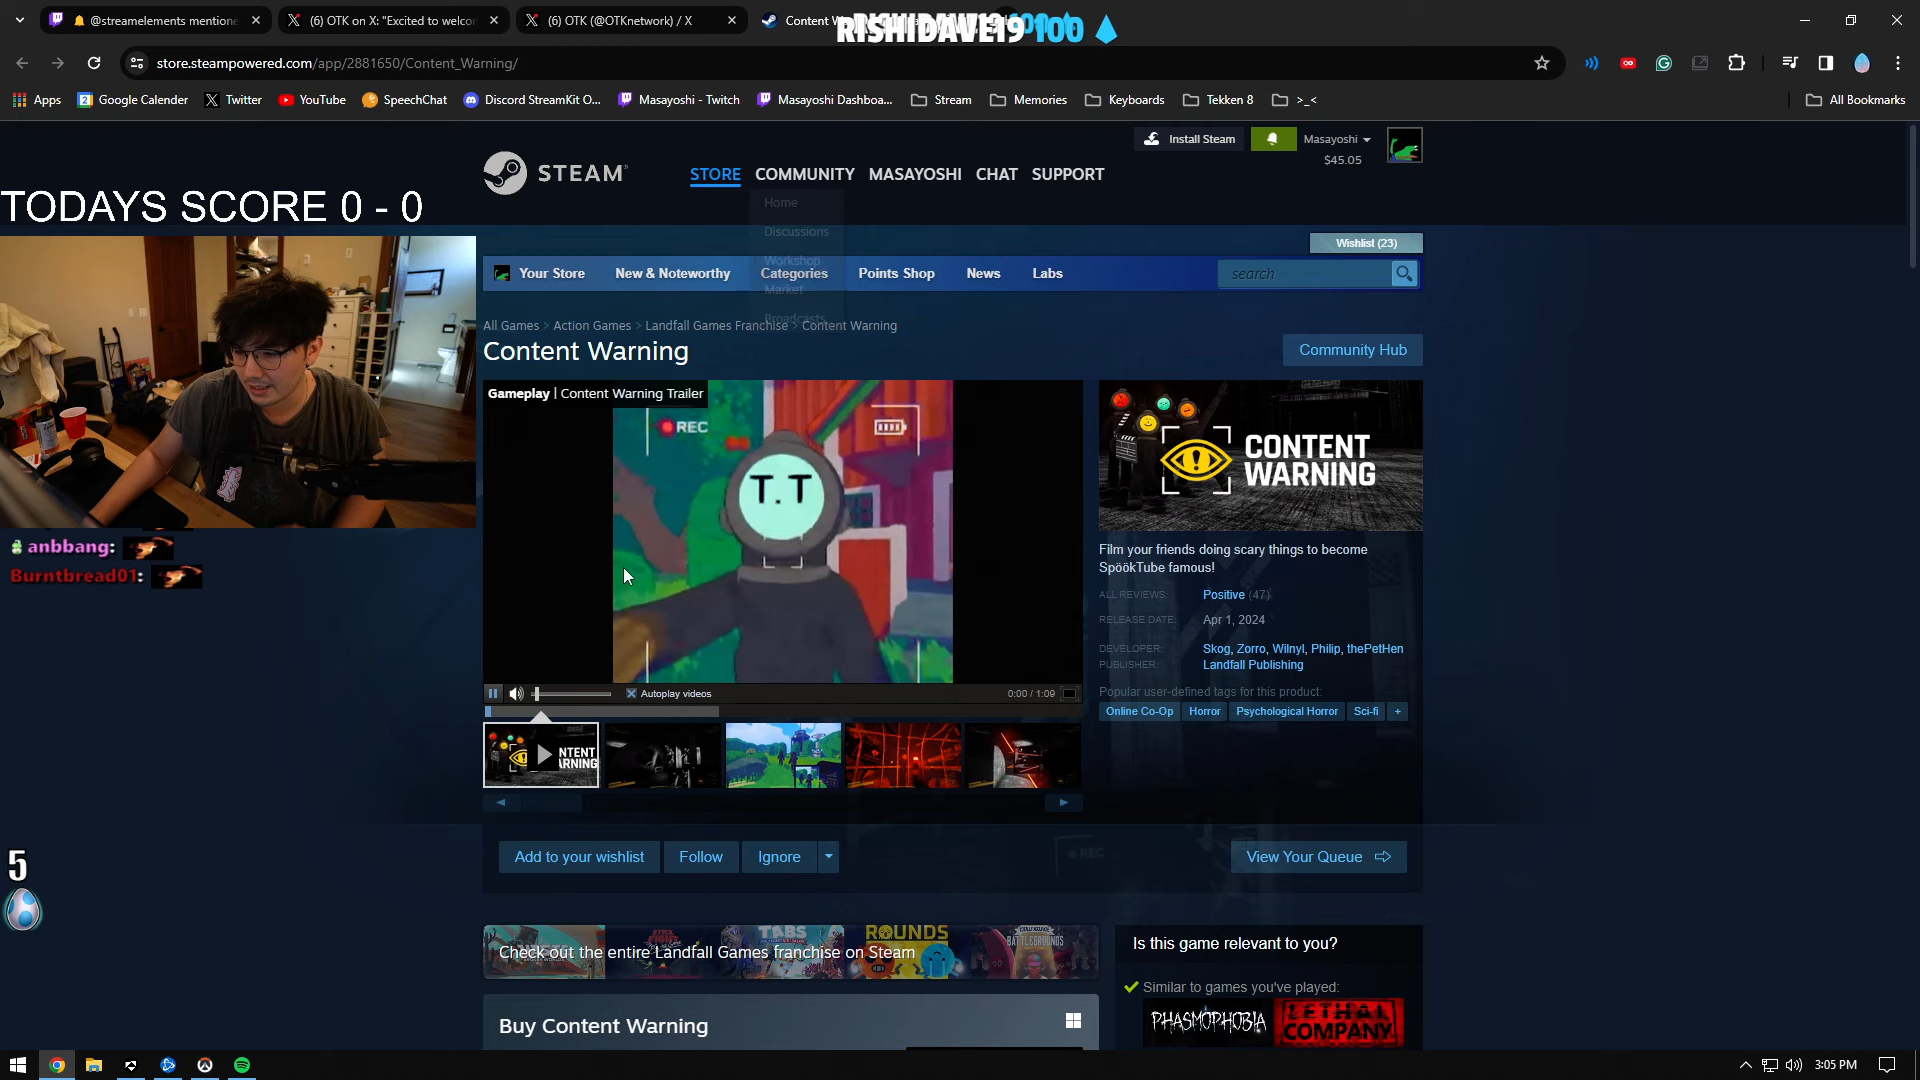 @streamelements mentione
(6) OTK on X: "Excited to welcon
(6) OTK (@OTKnetwork) / X
Content W
RISHIDAVE19 100
store.steampowered.com/app/2881650/Content_Warning/
Apps
Google Calender
Twitter
YouTube
SpeechChat
Discord StreamKit O...
Masayoshi - Twitch
Masayoshi Dashboa...
Stream
Memories
Keyboards
Tekken 8
>_<
All Bookmarks
Install Steam
Masayoshi
$45.05
STEAM
STORE
COMMUNITY
MASAYOSHI
CHAT
SUPPORT
Home
Discussions
Workshop
Market
Broadcasts
TODAYS SCORE 0 - 0
Wishlist (23)
Your Store
New & Noteworthy
Categories
Points Shop
News
Labs
search
All Games > Action Games > Landfall Games Franchise > Content Warning
Content Warning
Community Hub
Gameplay | Content Warning Trailer
REC
T.T
CONTENT
WARNING
Film your friends doing scary things to become
SpöökTube famous!
ALL REVIEWS: Positive (47)
RELEASE DATE: Apr 1, 2024
DEVELOPER: Skog, Zorro, Wilnyl, Philip, thePetHen
PUBLISHER: Landfall Publishing
Popular user-defined tags for this product:
Online Co-Op
Horror
Psychological Horror
Sci-fi
+
anbbang:
Burntbread01:
Autoplay videos
0:00 / 1:09
NTENT
ARNING
Add to your wishlist
Follow
Ignore
View Your Queue
REC
5
TABS
ROUNDS
BATTLEGROUNDS
Check out the entire Landfall Games franchise on Steam
Is this game relevant to you?
Similar to games you've played:
PHASMOPHOBIA
LETHAL
COMPANY
Buy Content Warning
3:05 PM